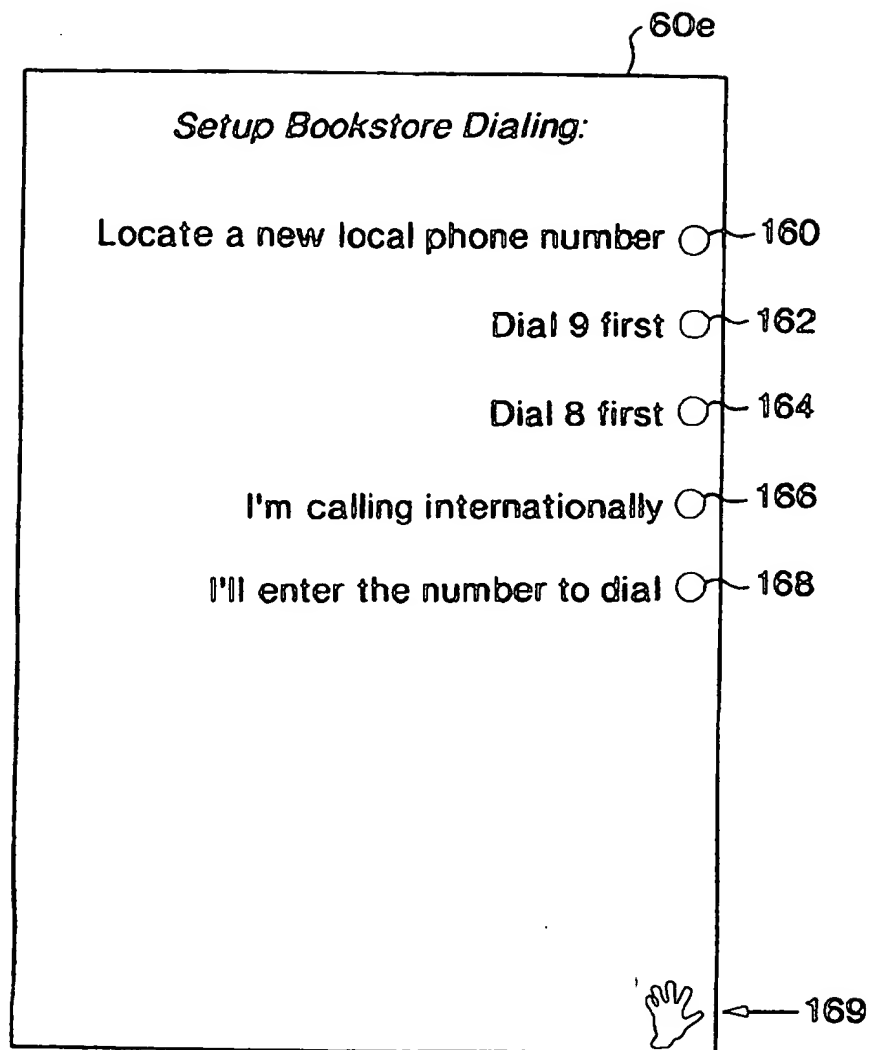 60e
Setup Bookstore Dialing:
Locate a new local phone number 160
Dial 9 first 162
Dial 8 first 164
I'm calling internationally 166
I'll enter the number to dial 168
169